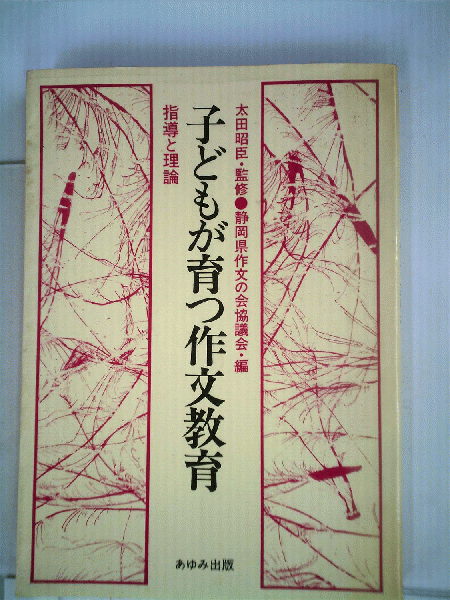 太田昭臣・監修●静岡県作文の会協議会・編
子どもが育つ作文教育
指導と理論
あゆみ出版